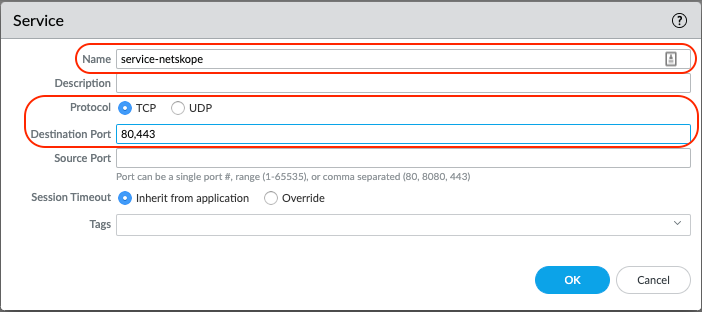 Service ?
Name service-netskope
Description
Protocol TCP UDP
Destination Port 80,443
Source Port
Port can be a single port #, range (1-65535), or comma separated (80, 8080, 443)
Session Timeout Inherit from application Override
Tags
OK Cancel